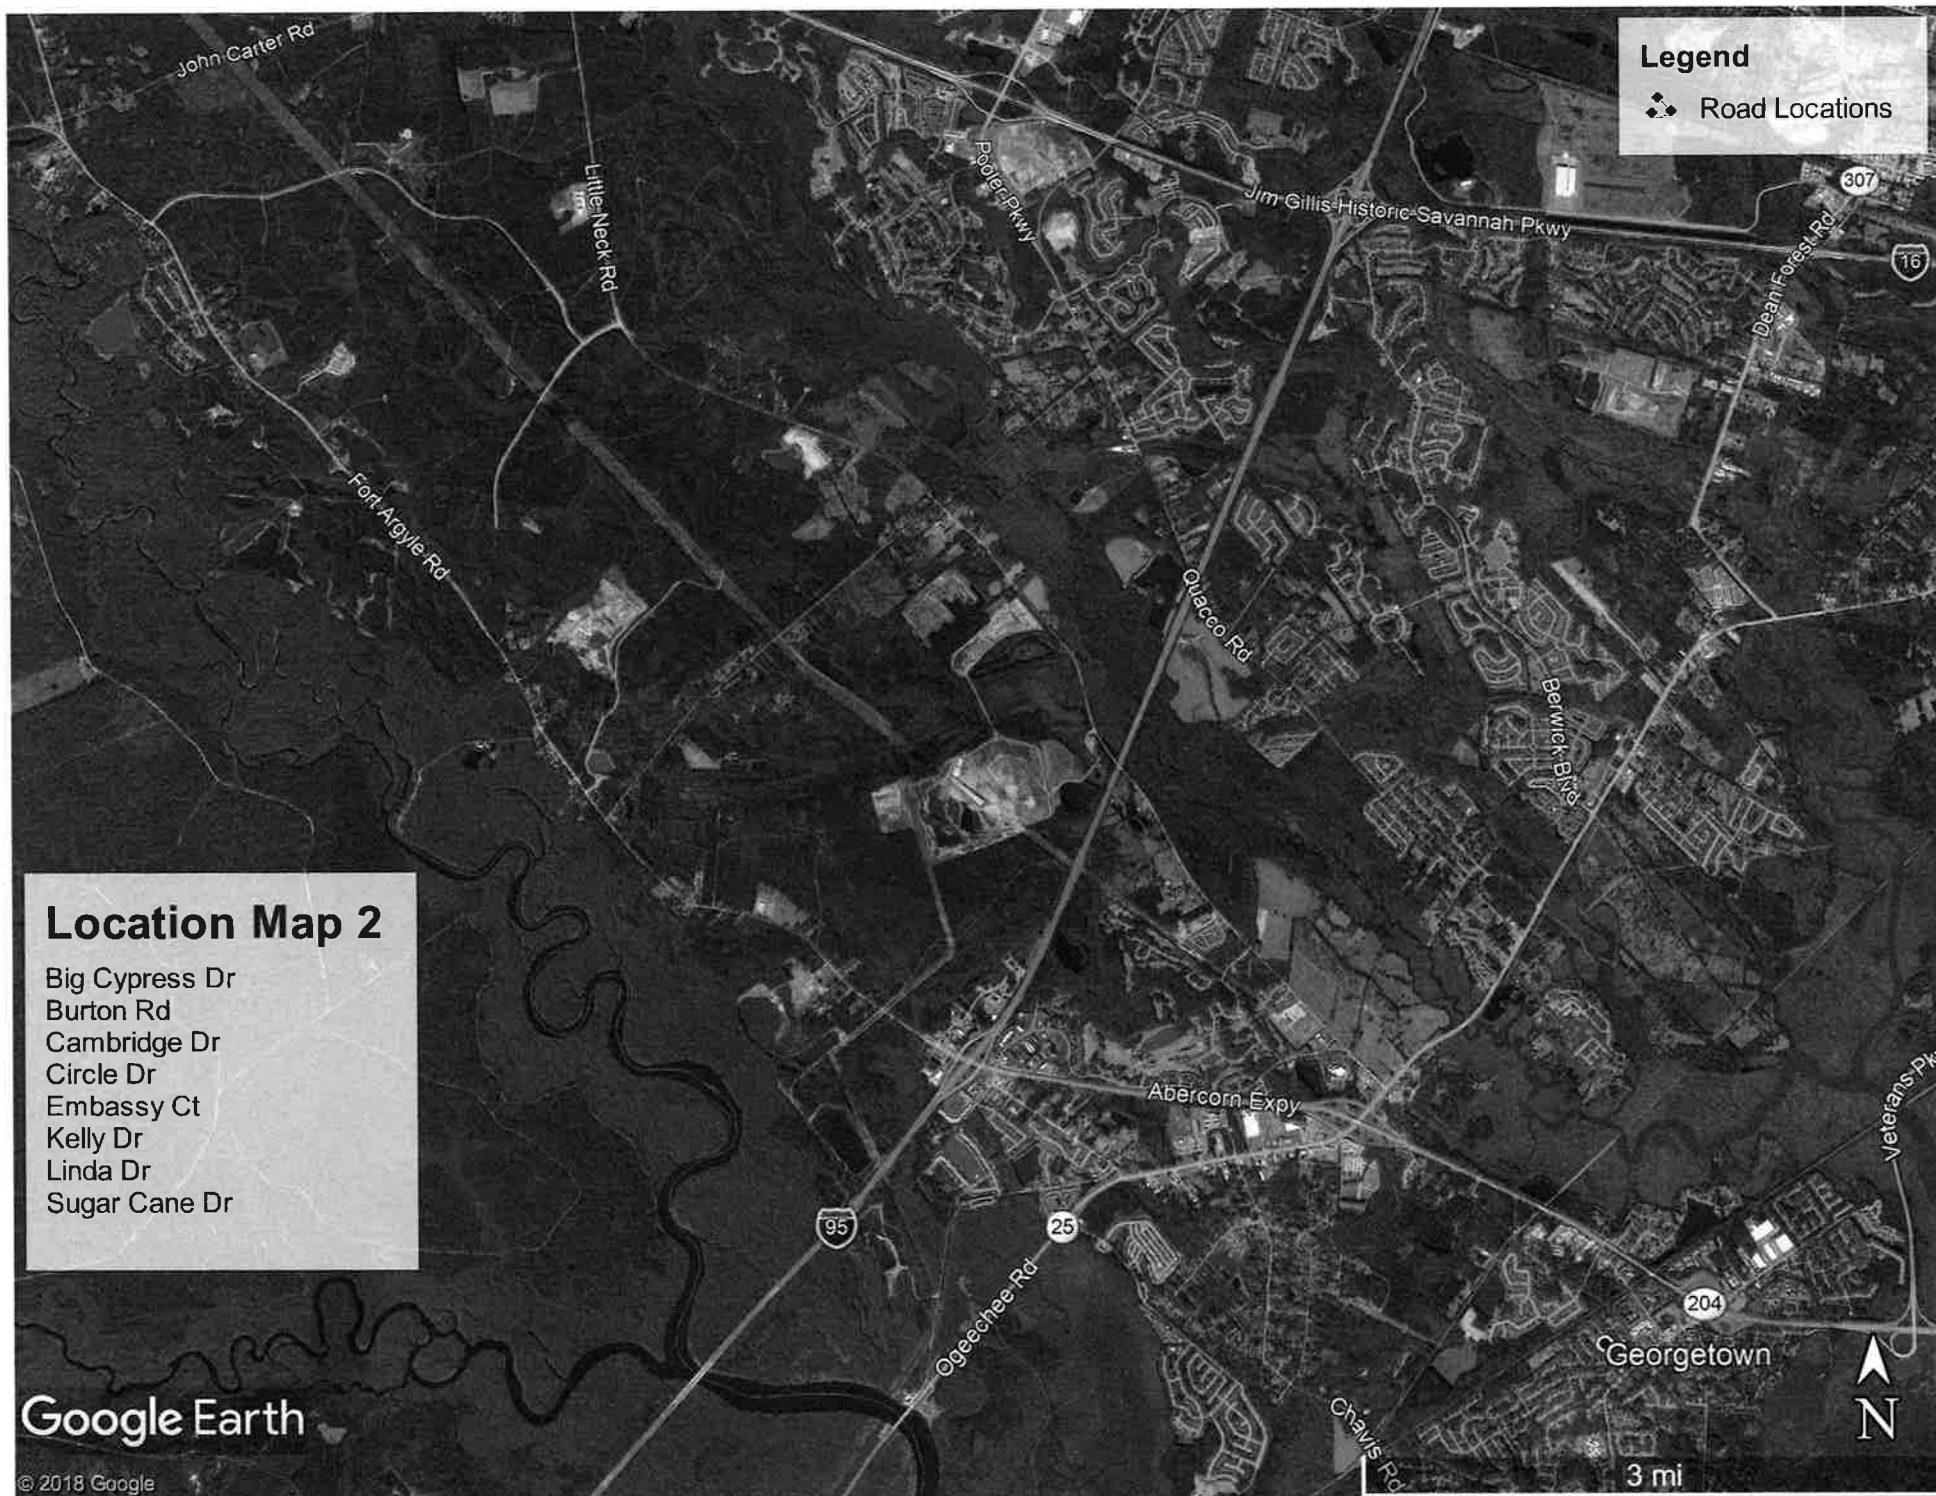 John Carter Rd
Legend
Road Locations
Little Neck Rd
Pooler Pkwy
Jim Gillis Historic Savannah Pkwy
307
Dean Forest Rd
16
Fort Argyle Rd
Quacco Rd
Berwick Blvd
Location Map 2
Big Cypress Dr
Burton Rd
Cambridge Dr
Circle Dr
Embassy Ct
Kelly Dr
Linda Dr
Sugar Cane Dr
Abercorn Expy
Veterans Pk
95
25
Ogeechee Rd
204
Georgetown
Chavis Rd
N
3 mi
Google Earth
© 2018 Google